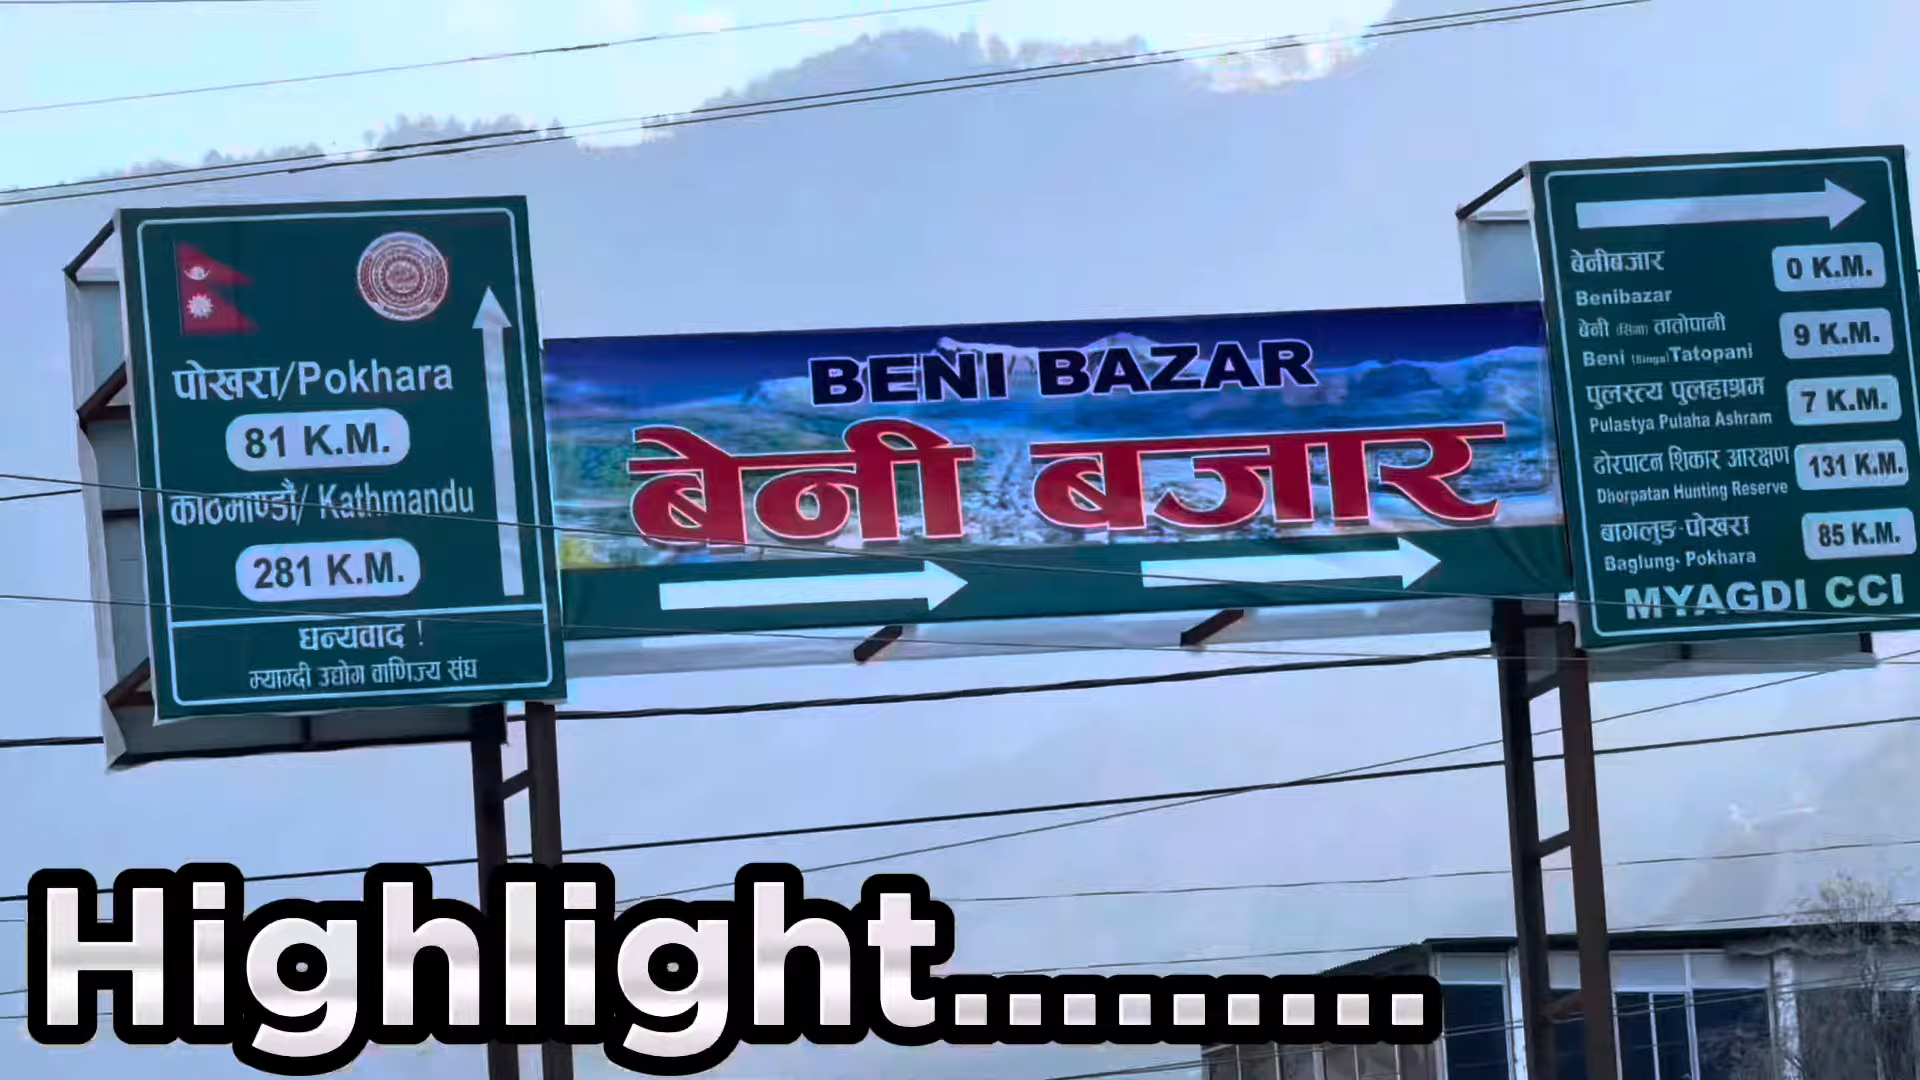 पोखरा/Pokhara
81 K.M.
काठमाण्डौँ/ Kathmandu
281 K.M.
धन्यवाद !
म्याग्दी उद्योग वाणिज्य संघ
BENI BAZAR
बेनी बजार
बेनीबजार
0 K.M.
Benibazar
बेनी (सिंगा) तातोपानी
9 K.M.
Beni (Singa)Tatopani
पुलस्त्य पुलहाश्रम
7 K.M.
Pulastya Pulaha Ashram
ढोरपाटन शिकार आरक्षण
131 K.M.
Dhorpatan Hunting Reserve
बागलुङ-पोखरा
85 K.M.
Baglung- Pokhara
MYAGDI CCI
Highlight.........